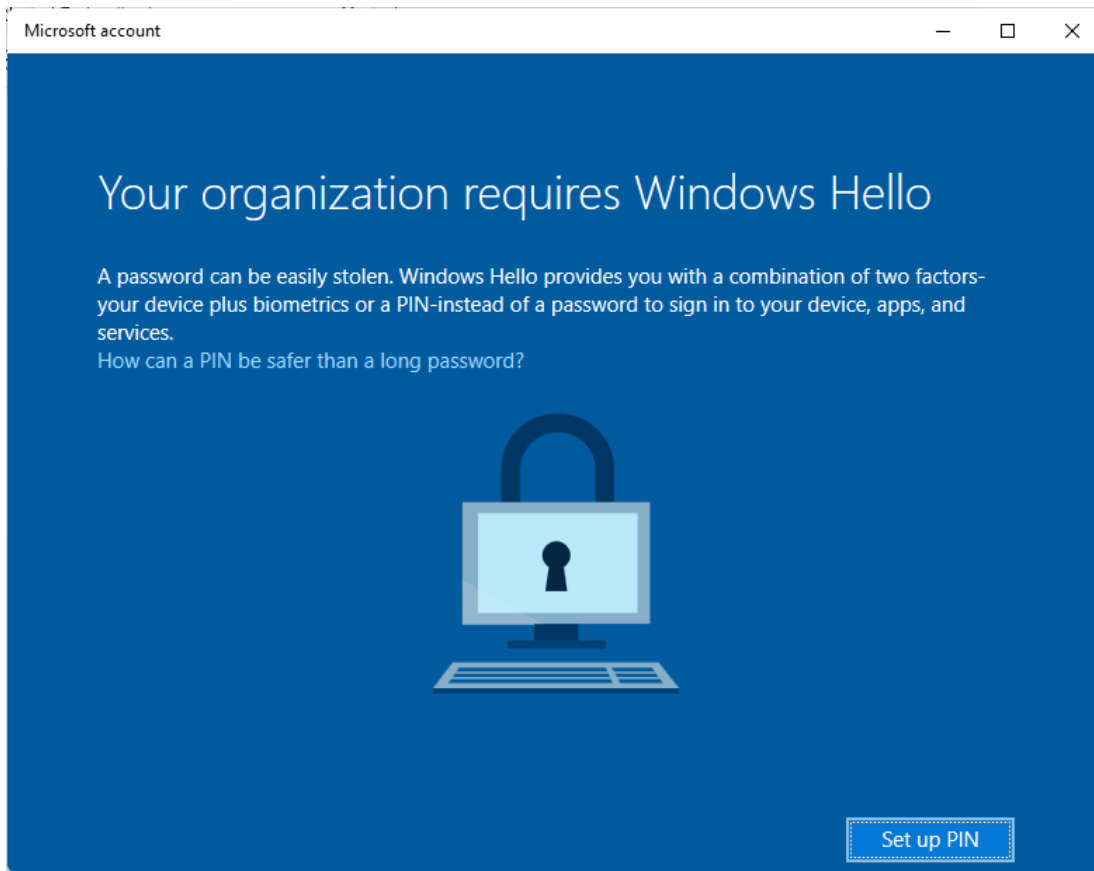 Microsoft account
Your organization requires Windows Hello
A password can be easily stolen. Windows Hello provides you with a combination of two factors-
your device plus biometrics or a PIN-instead of a password to sign in to your device, apps, and
services.
How can a PIN be safer than a long password?
Set up PIN